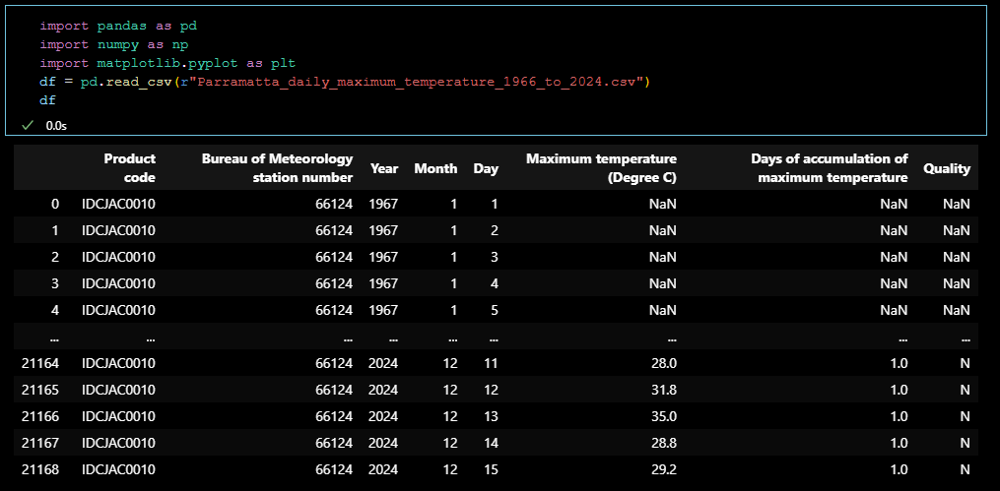 import pandas as pd
import numpy as np
import matplotlib.pyplot as plt
df = pd.read_csv(r"Parramatta_daily_maximum_temperature_1966_to_2024.csv")
df
0.0s
Product code Bureau of Meteorology station number Year Month Day Maximum temperature (Degree C) Days of accumulation of maximum temperature Quality
0 IDCJAC0010 66124 1967 1 1 NaN NaN NaN
1 IDCJAC0010 66124 1967 1 2 NaN NaN NaN
2 IDCJAC0010 66124 1967 1 3 NaN NaN NaN
3 IDCJAC0010 66124 1967 1 4 NaN NaN NaN
4 IDCJAC0010 66124 1967 1 5 NaN NaN NaN
... ... ... ... ... ... ... ... ...
21164 IDCJAC0010 66124 2024 12 11 28.0 1.0 N
21165 IDCJAC0010 66124 2024 12 12 31.8 1.0 N
21166 IDCJAC0010 66124 2024 12 13 35.0 1.0 N
21167 IDCJAC0010 66124 2024 12 14 28.8 1.0 N
21168 IDCJAC0010 66124 2024 12 15 29.2 1.0 N